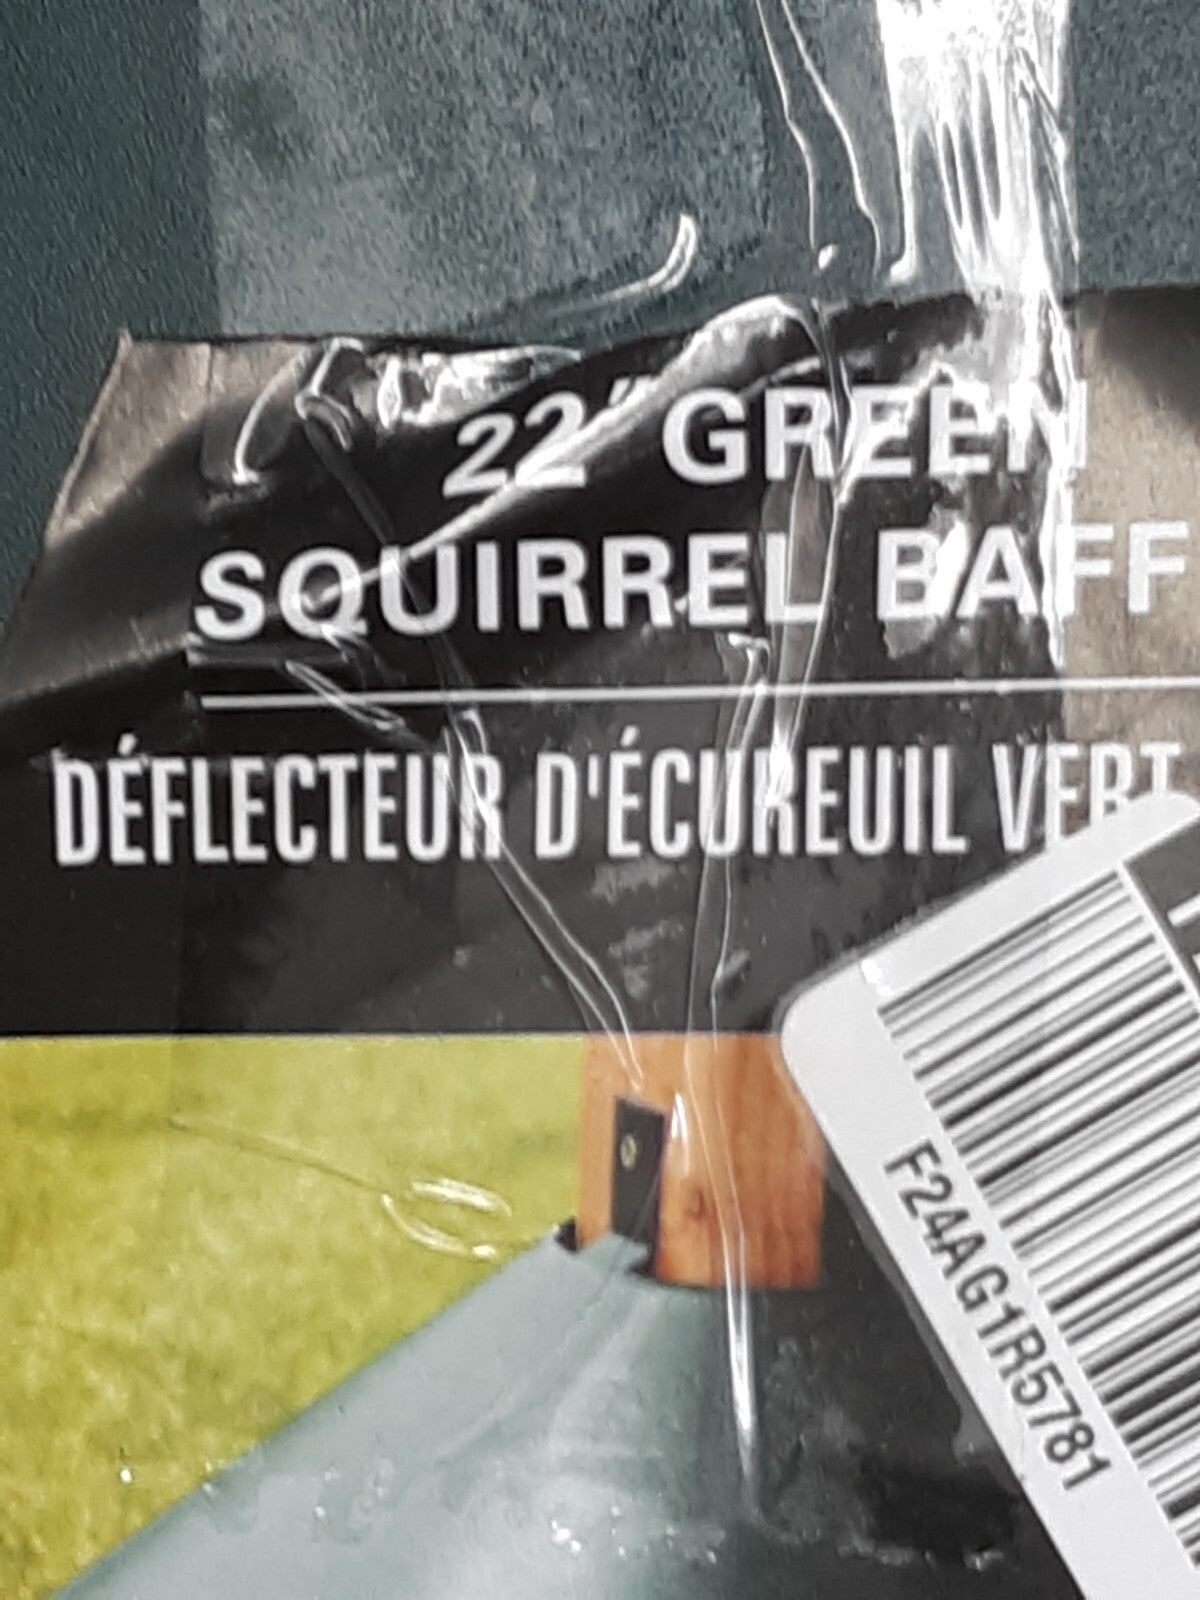 22" GREEN
SQUIRREL BAFF
DÉFLECTEUR D'ÉCUREUIL VERT
F24AG1R5781